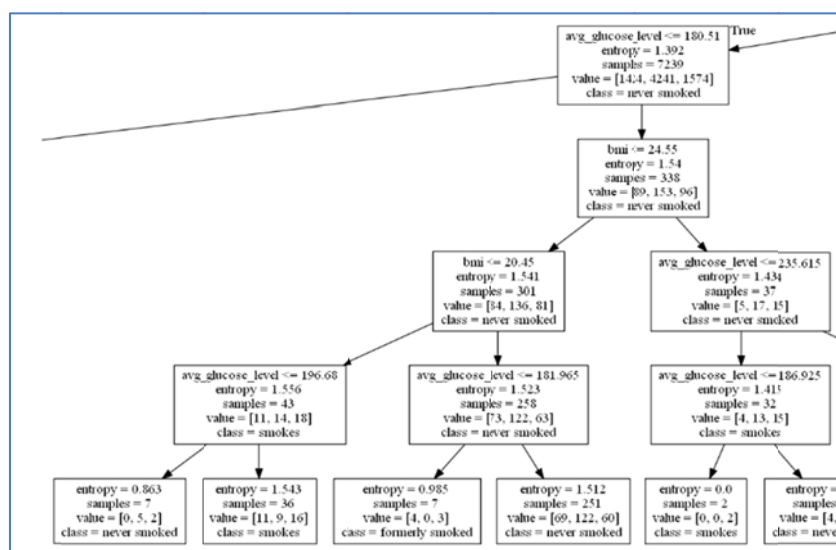 True
avg_glucose_level <= 180.51
entropy = 1.392
samples = 7239
value = [1424, 4241, 1574]
class = never smoked
bmi <= 24.55
entropy = 1.54
samples = 338
value = [89, 153, 96]
class = never smoked
bmi <= 20.45
entropy = 1.541
samples = 301
value = [84, 136, 81]
class = never smoked
avg_glucose_level <= 235.615
entropy = 1.434
samples = 37
value = [5, 17, 15]
class = never smoked
avg_glucose_level <= 196.68
entropy = 1.556
samples = 43
value = [11, 14, 18]
class = smokes
avg_glucose_level <= 181.965
entropy = 1.523
samples = 258
value = [73, 122, 63]
class = never smoked
avg_glucose_level <= 186.925
entropy = 1.415
samples = 32
value = [4, 13, 15]
class = smokes
entropy = 0.863
samples = 7
value = [0, 5, 2]
class = never smoked
entropy = 1.543
samples = 36
value = [11, 9, 16]
class = smokes
entropy = 0.985
samples = 7
value = [4, 0, 3]
class = formerly smoked
entropy = 1.512
samples = 251
value = [69, 122, 60]
class = never smoked
entropy = 0.0
samples = 2
value = [0, 0, 2]
class = smokes
entropy =
samples
value = [4,
class = never